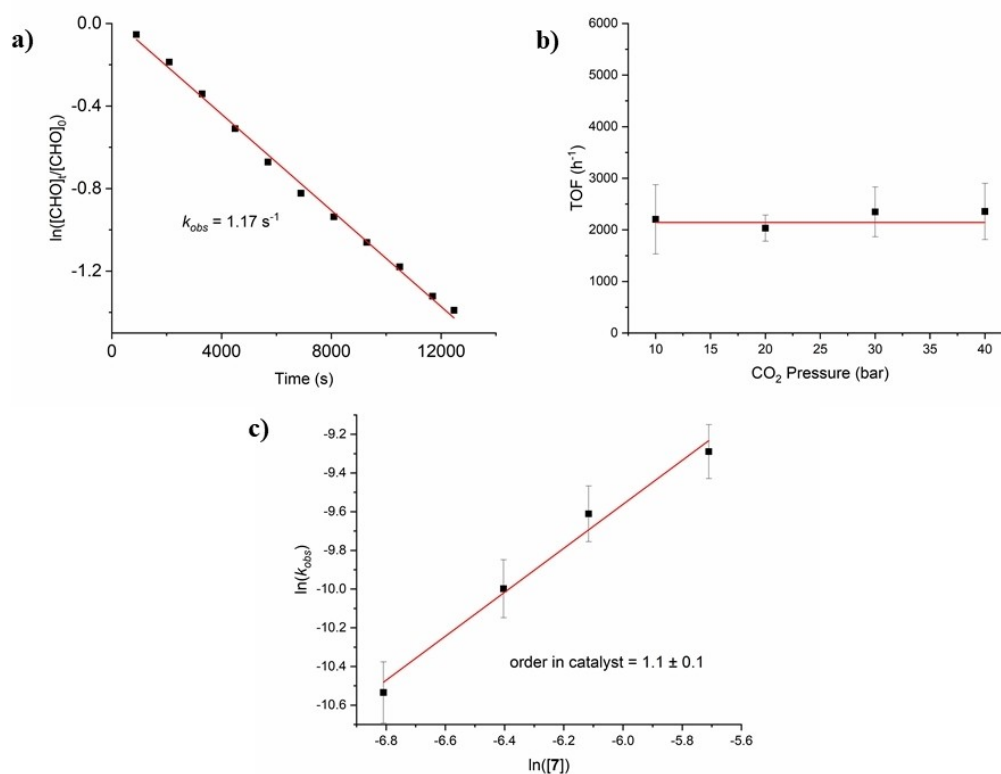 a)
0.0
-0.4
-0.8
-1.2
ln([CHO]t/[CHO]0)
kobs = 1.17 s-1
0 4000 8000 12000
Time (s)
b)
6000
5000
4000
3000
2000
1000
0
TOF (h-1)
10 15 20 25 30 35 40
CO2 Pressure (bar)
c)
-9.2
-9.4
-9.6
-9.8
-10.0
-10.2
-10.4
-10.6
ln(kobs)
order in catalyst = 1.1 ± 0.1
-6.8 -6.6 -6.4 -6.2 -6.0 -5.8 -5.6
ln([7])